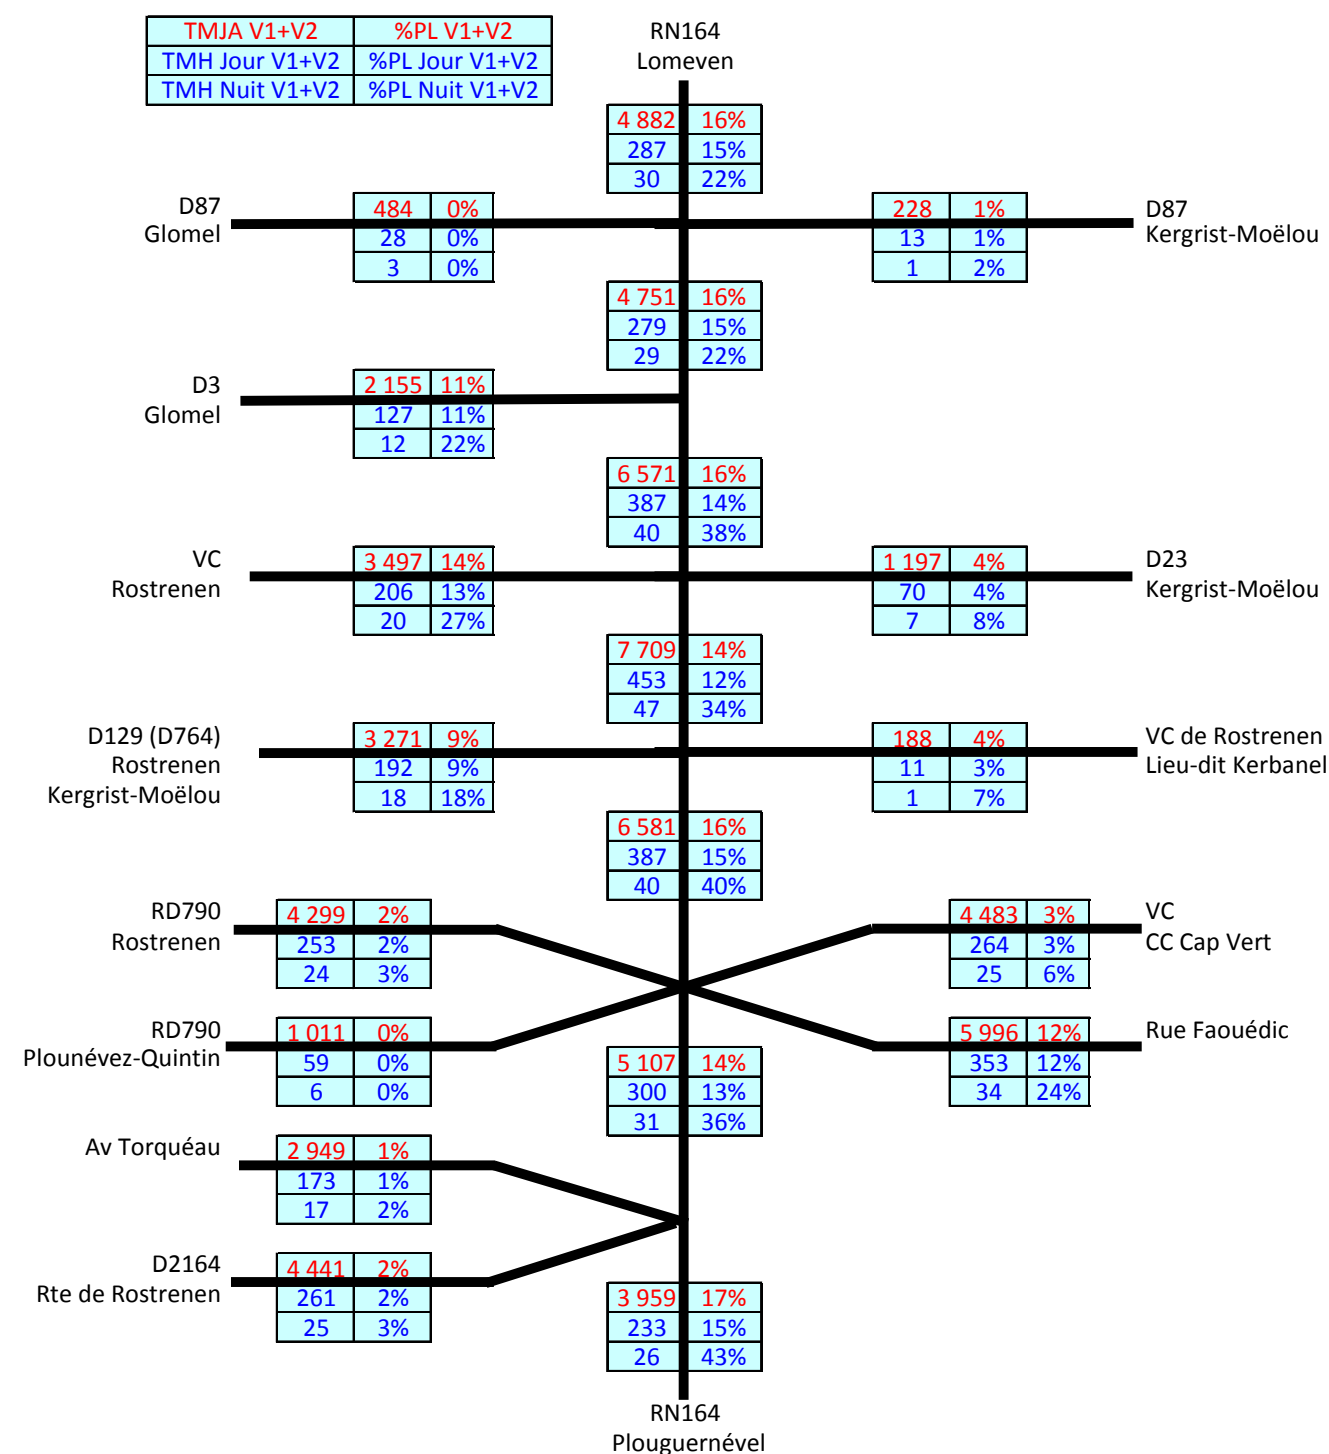 TMJA V1+V2 %PL V1+V2
TMH Jour V1+V2 %PL Jour V1+V2
TMH Nuit V1+V2 %PL Nuit V1+V2
RN164
Lomeven
4 882 16%
287 15%
30 22%
D87
Glomel
484 0%
28 0%
3 0%
228 1%
13 1%
1 2%
D87
Kergrist-Moëlou
4 751 16%
279 15%
29 22%
D3
Glomel
2 155 11%
127 11%
12 22%
6 571 16%
387 14%
40 38%
VC
Rostrenen
3 497 14%
206 13%
20 27%
1 197 4%
70 4%
7 8%
D23
Kergrist-Moëlou
7 709 14%
453 12%
47 34%
D129 (D764)
Rostrenen
Kergrist-Moëlou
3 271 9%
192 9%
18 18%
188 4%
11 3%
1 7%
VC de Rostrenen
Lieu-dit Kerbanel
6 581 16%
387 15%
40 40%
RD790
Rostrenen
4 299 2%
253 2%
24 3%
4 483 3%
264 3%
25 6%
VC
CC Cap Vert
RD790
Plounévez-Quintin
1 011 0%
59 0%
6 0%
5 996 12%
353 12%
34 24%
Rue Faouédic
5 107 14%
300 13%
31 36%
Av Torquéau
2 949 1%
173 1%
17 2%
D2164
Rte de Rostrenen
4 441 2%
261 2%
25 3%
3 959 17%
233 15%
26 43%
RN164
Plouguernével